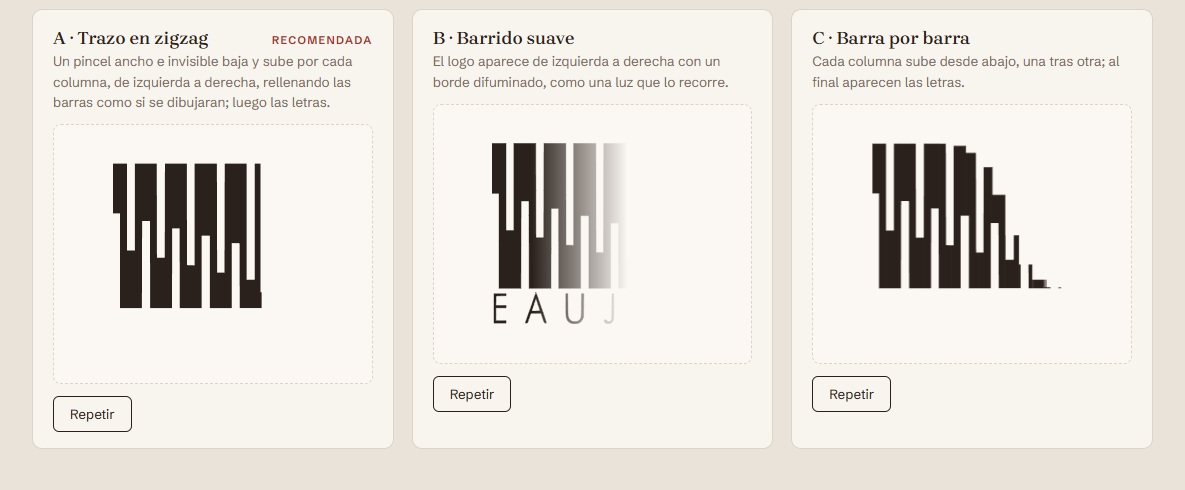 A · Trazo en zigzag
RECOMENDADA
Un pincel ancho e invisible baja y sube por cada
columna, de izquierda a derecha, rellenando las
barras como si se dibujaran; luego las letras.
Repetir
B · Barrido suave
El logo aparece de izquierda a derecha con un
borde difuminado, como una luz que lo recorre.
E A U J
Repetir
C · Barra por barra
Cada columna sube desde abajo, una tras otra; al
final aparecen las letras.
Repetir